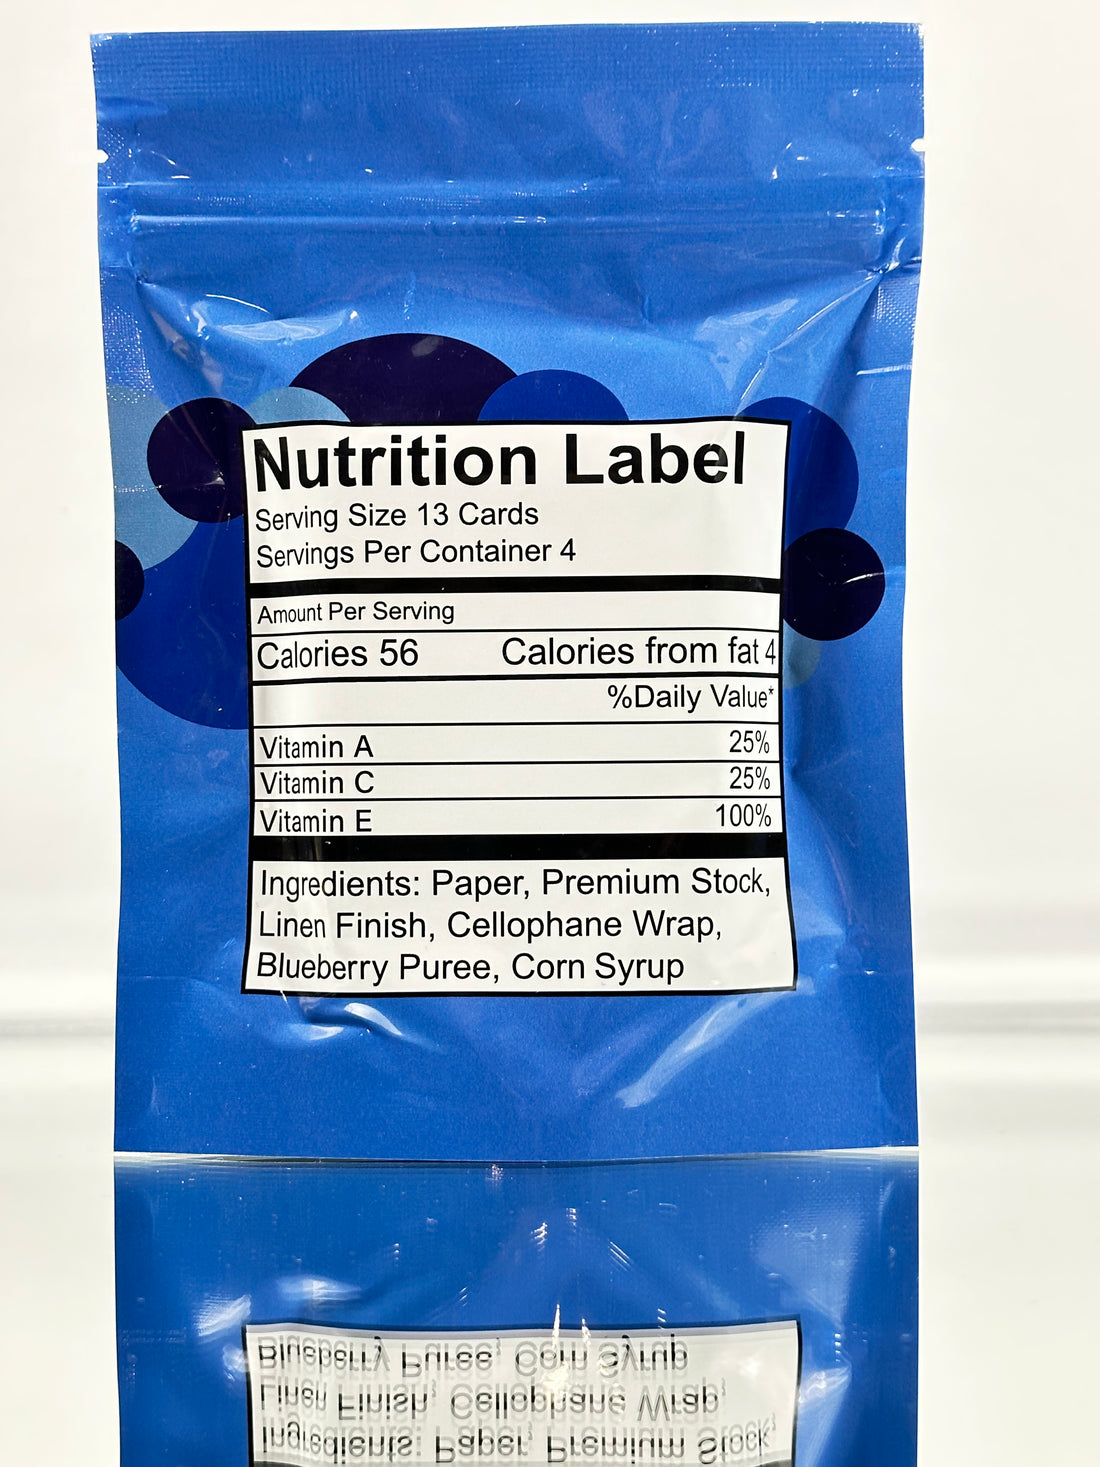 Nutrition Label
Serving Size 13 Cards
Servings Per Container 4
Amount Per Serving
Calories 56 Calories from fat 4
%Daily Value*
Vitamin A 25%
Vitamin C 25%
Vitamin E 100%
Ingredients: Paper, Premium Stock,
Linen Finish, Cellophane Wrap,
Blueberry Puree, Corn Syrup